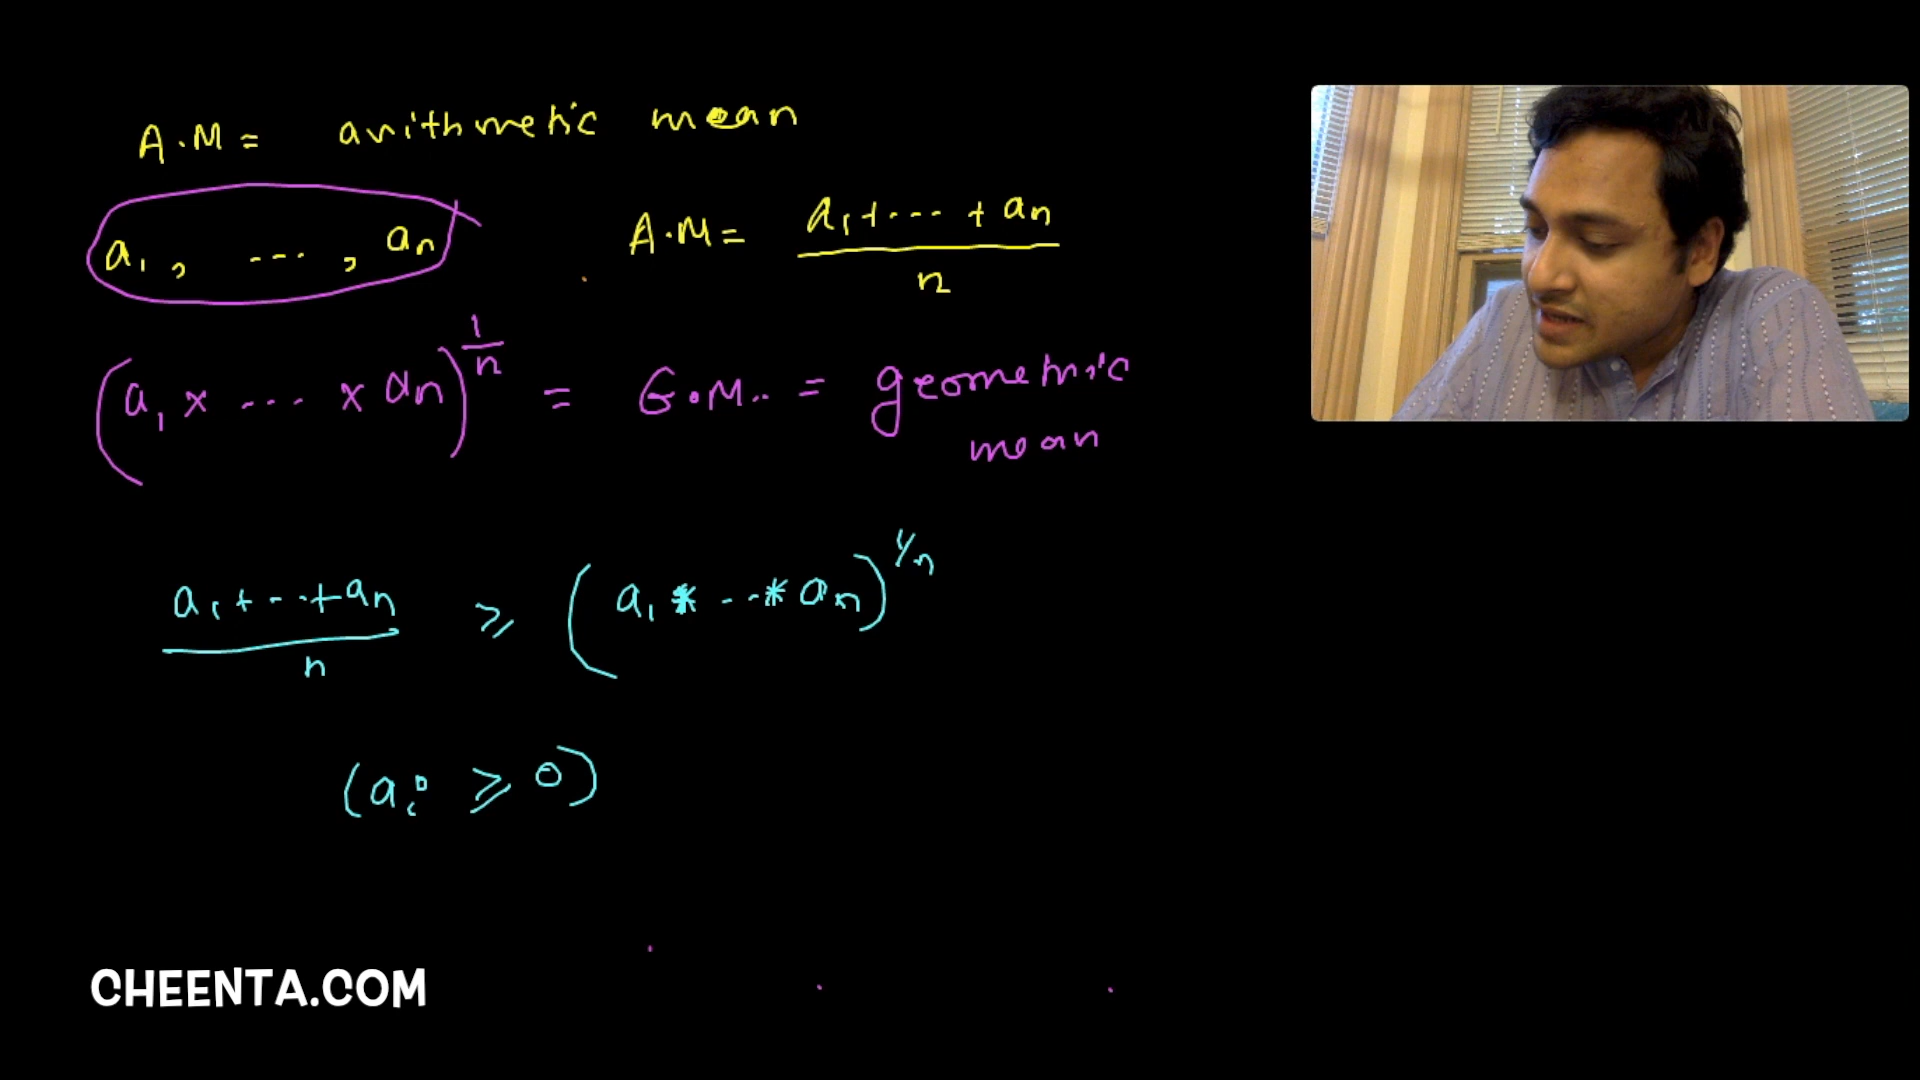 A.M = arithmetic mean
a₁, ..., aₙ A.M = (a₁ + ... + aₙ) / n
(a₁ × ... × aₙ)^(1/n) = G.M.. = geometric
mean
(a₁ + ... + aₙ) / n ≥ (a₁ * ... * aₙ)^(1/n)
(aᵢ ≥ 0)
CHEENTA.COM